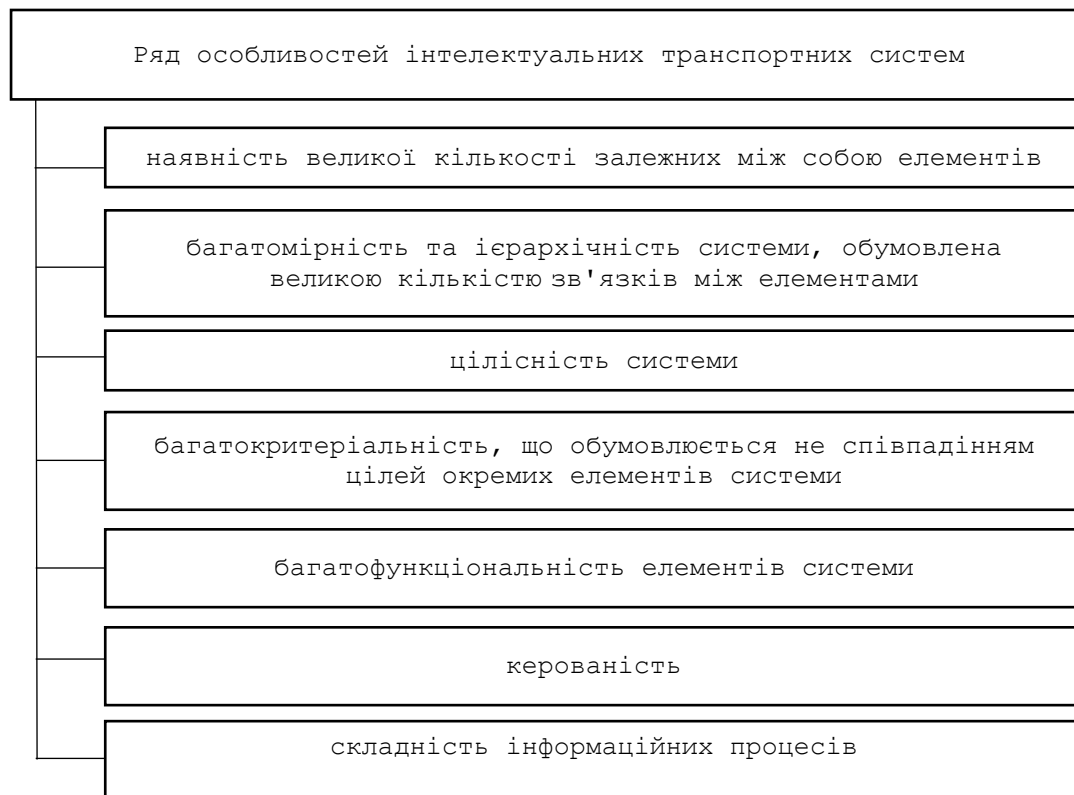 Ряд особливостей інтелектуальних транспортних систем
наявність великої кількості залежних між собою елементів
багатомірність та ієрархічність системи, обумовлена
великою кількістю зв'язків між елементами
цілісність системи
багатокритеріальність, що обумовлюється не співпадінням
цілей окремих елементів системи
багатофункціональність елементів системи
керованість
складність інформаційних процесів